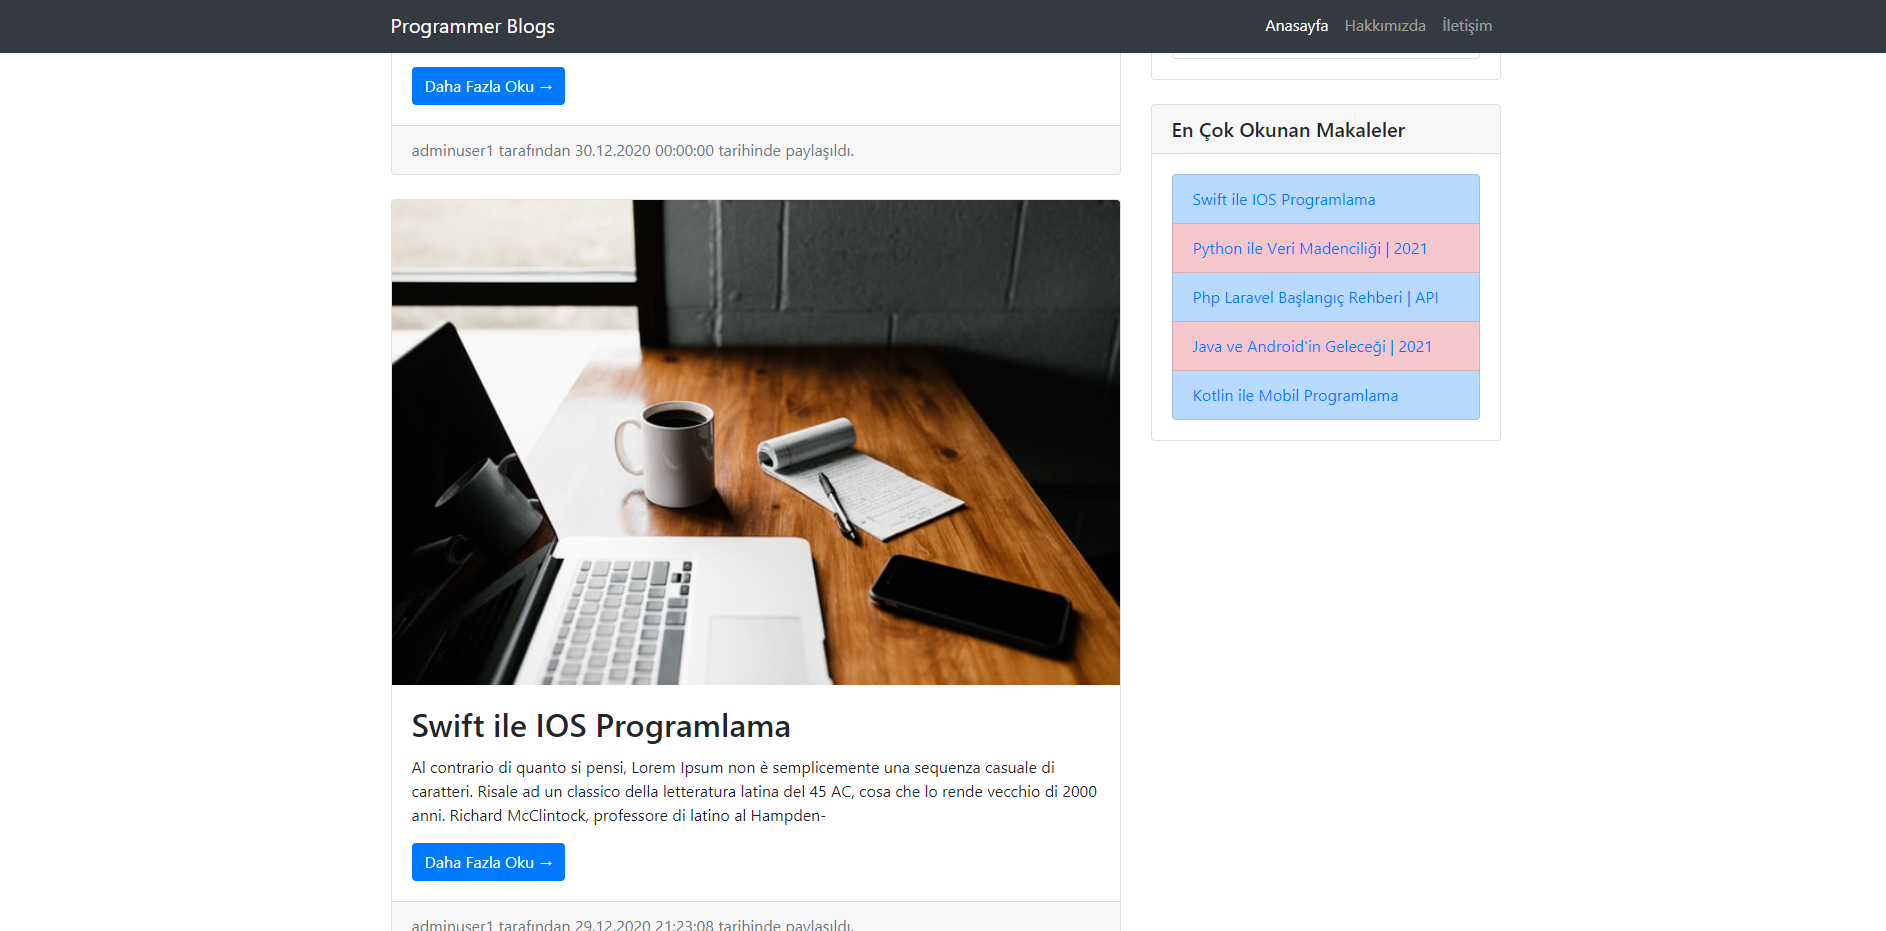 Programmer Blogs
Anasayfa Hakkımızda İletişim
Daha Fazla Oku →
adminuser1 tarafından 30.12.2020 00:00:00 tarihinde paylaşıldı.
Swift ile IOS Programlama
Al contrario di quanto si pensi, Lorem Ipsum non è semplicemente una sequenza casuale di
caratteri. Risale ad un classico della letteratura latina del 45 AC, cosa che lo rende vecchio di 2000
anni. Richard McClintock, professore di latino al Hampden-
Daha Fazla Oku →
adminuser1 tarafından 29.12.2020 21:23:08 tarihinde paylaşıldı.
En Çok Okunan Makaleler
Swift ile IOS Programlama
Python ile Veri Madenciliği | 2021
Php Laravel Başlangıç Rehberi | API
Java ve Android'in Geleceği | 2021
Kotlin ile Mobil Programlama